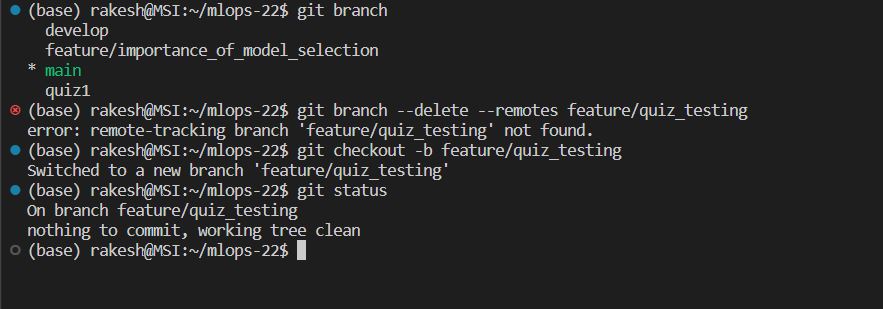 (base) rakesh@MSI:~/mlops-22$ git branch
develop
feature/importance_of_model_selection
* main
quiz1
(base) rakesh@MSI:~/mlops-22$ git branch --delete --remotes feature/quiz_testing
error: remote-tracking branch 'feature/quiz_testing' not found.
(base) rakesh@MSI:~/mlops-22$ git checkout -b feature/quiz_testing
Switched to a new branch 'feature/quiz_testing'
(base) rakesh@MSI:~/mlops-22$ git status
On branch feature/quiz_testing
nothing to commit, working tree clean
(base) rakesh@MSI:~/mlops-22$